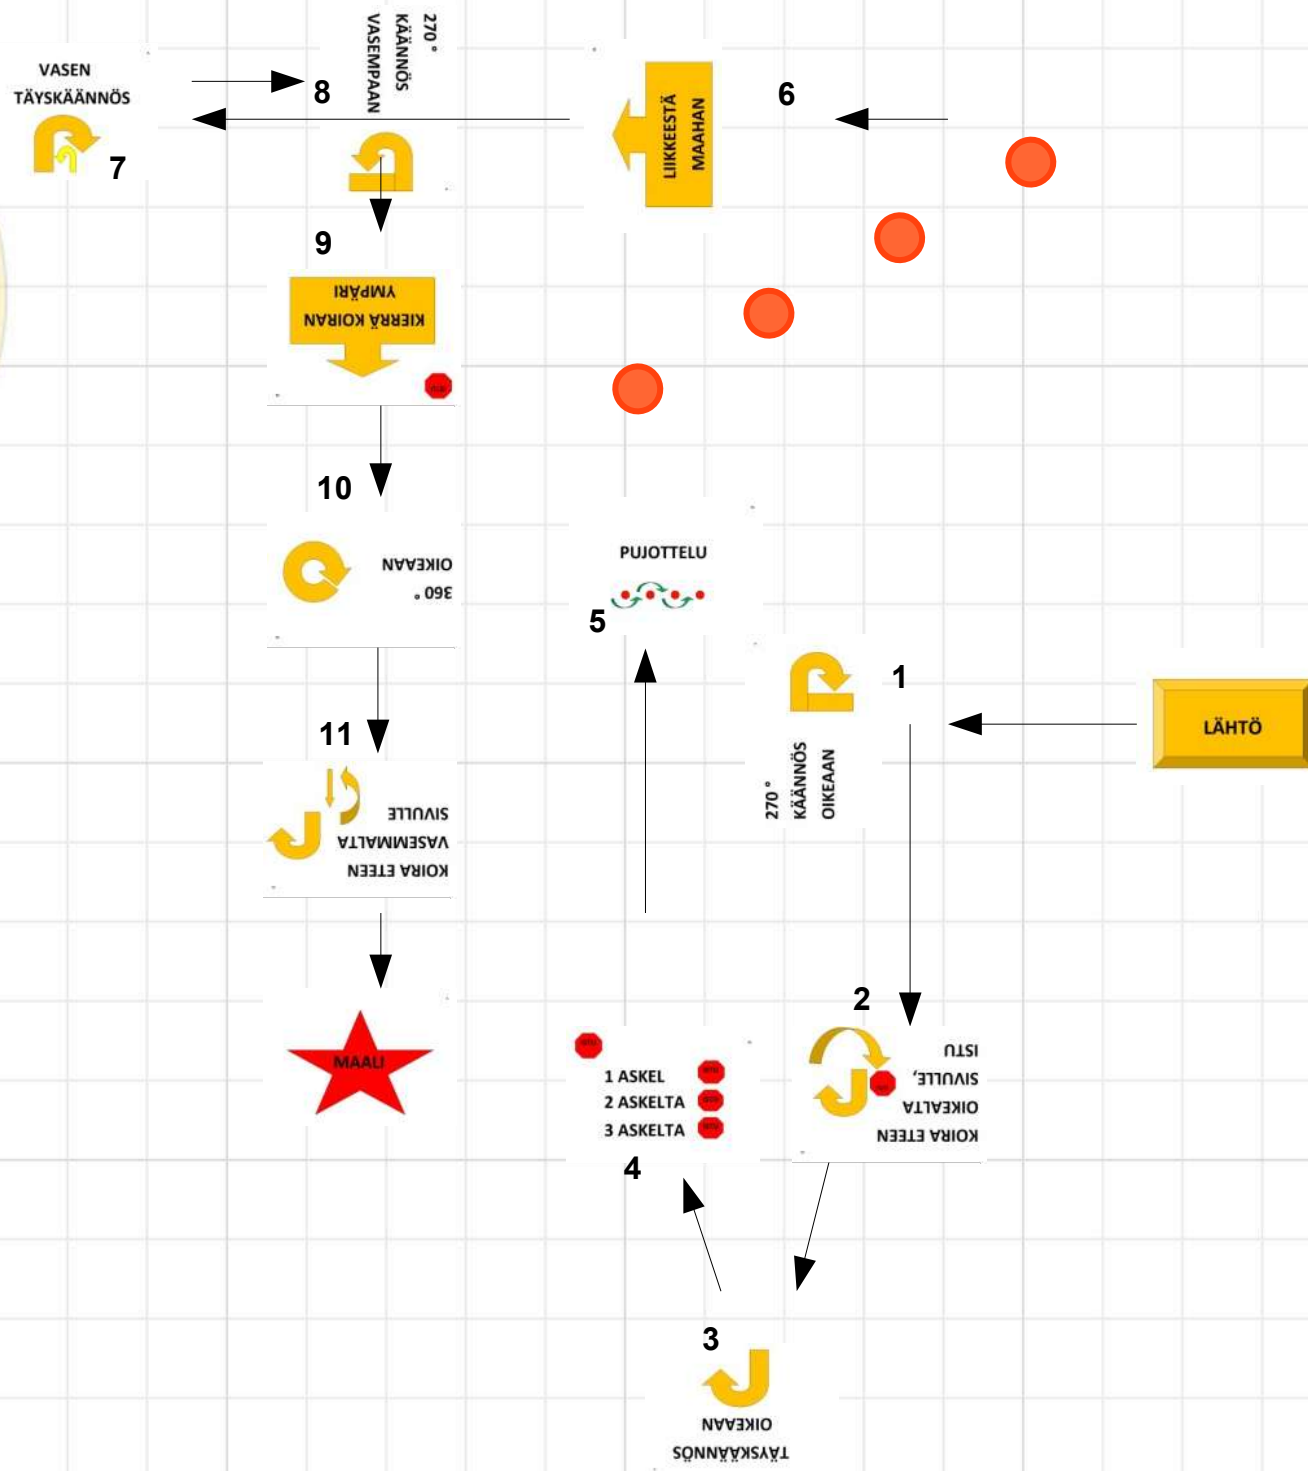 LÄHTÖ
1
270 °
KÄÄNNÖS
OIKEAAN
2
KOIRA ETEEN
OIKEALTA
SIVULLE,
ISTU
3
TÄYSKÄÄNNÖS
OIKEAAN
1 ASKEL
2 ASKELTA
3 ASKELTA
4
PUJOTTELU
5
6
LIIKKEESTÄ
MAAHAN
VASEN
TÄYSKÄÄNNÖS
7
8
270 °
KÄÄNNÖS
VASEMPAAN
9
KIERRÄ KOIRAN
YMPÄRI
10
360 °
OIKEAAN
11
KOIRA ETEEN
VASEMMALTA
SIVULLE
MAALI